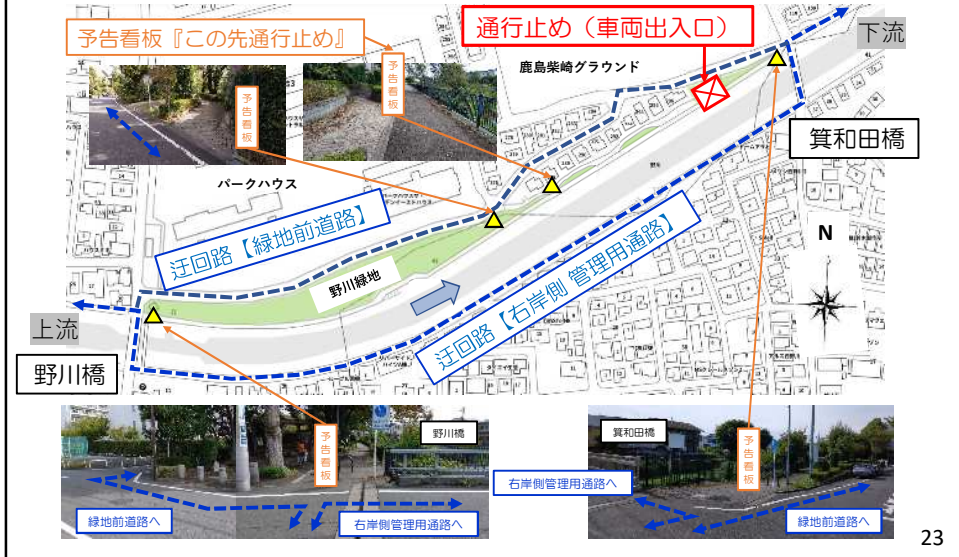 予告看板『この先通行止め』
通行止め（車両出入口）
下流
鹿島柴崎グラウンド
予告看板
予告看板
箕和田橋
パークハウス
迂回路【緑地前道路】
野川緑地
N
迂回路【右岸側 管理用通路】
上流
野川橋
予告看板
野川橋
緑地前道路へ
右岸側管理用通路へ
箕和田橋
予告看板
右岸側管理用通路へ
緑地前道路へ
23